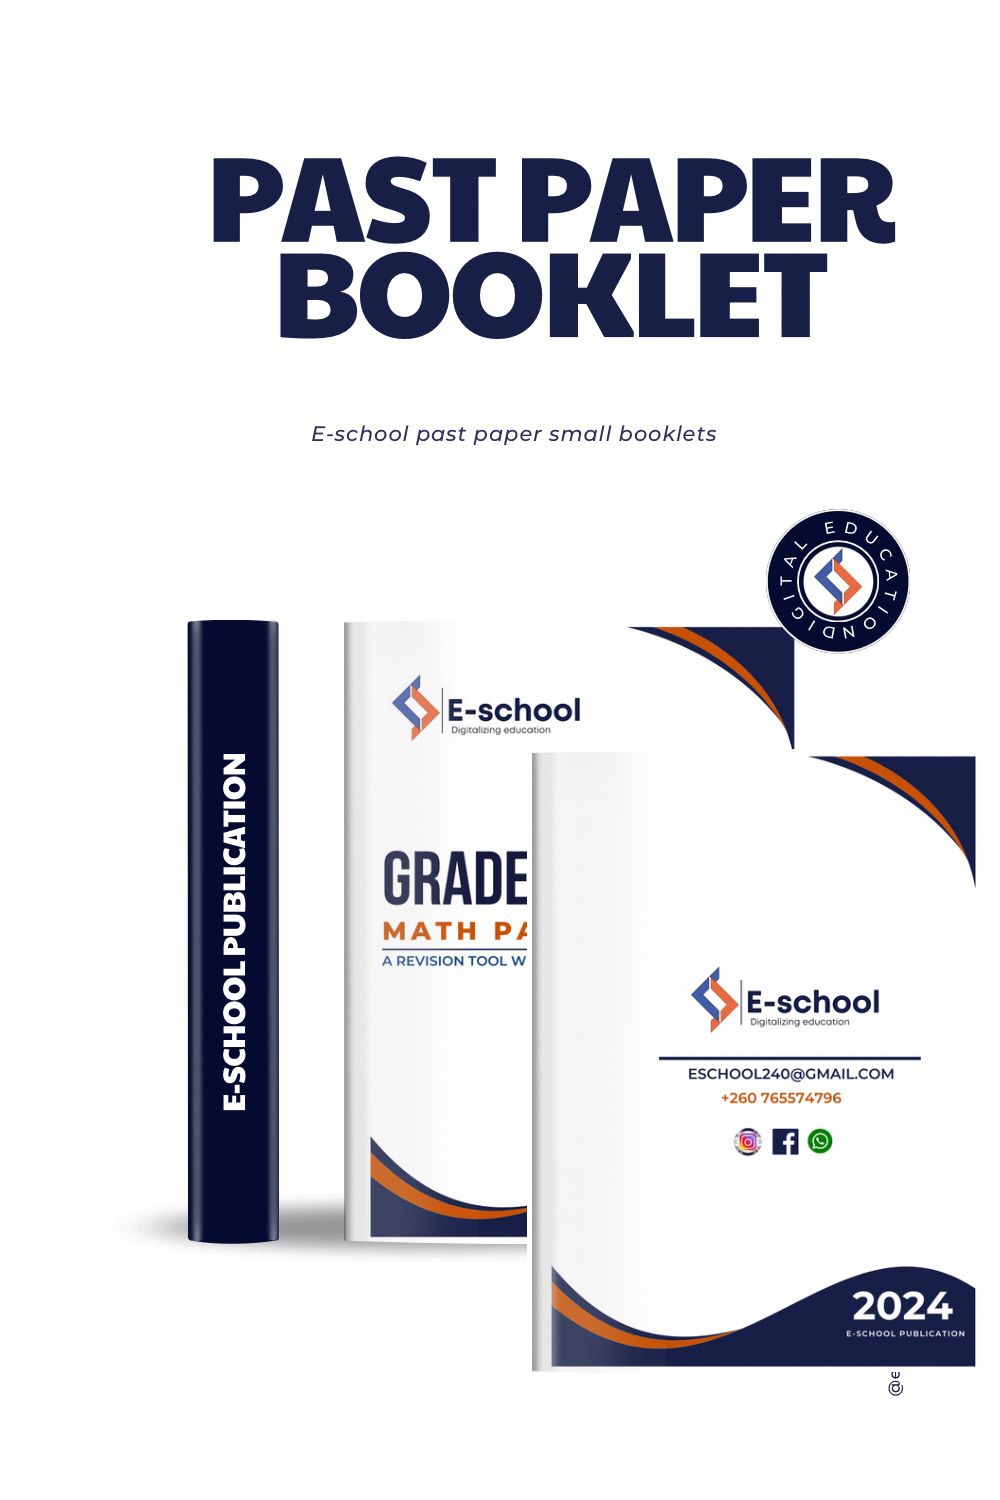 PAST PAPER
BOOKLET
E-school past paper small booklets
DIGITAL EDUCATION
E-SCHOOL PUBLICATION
E-school
Digitalizing education
GRADE
MATH
A REVISION TOOL
E-school
Digitalizing education
ESCHOOL240@GMAIL.COM
+260 765574796
2024
E-SCHOOL PUBLICATION